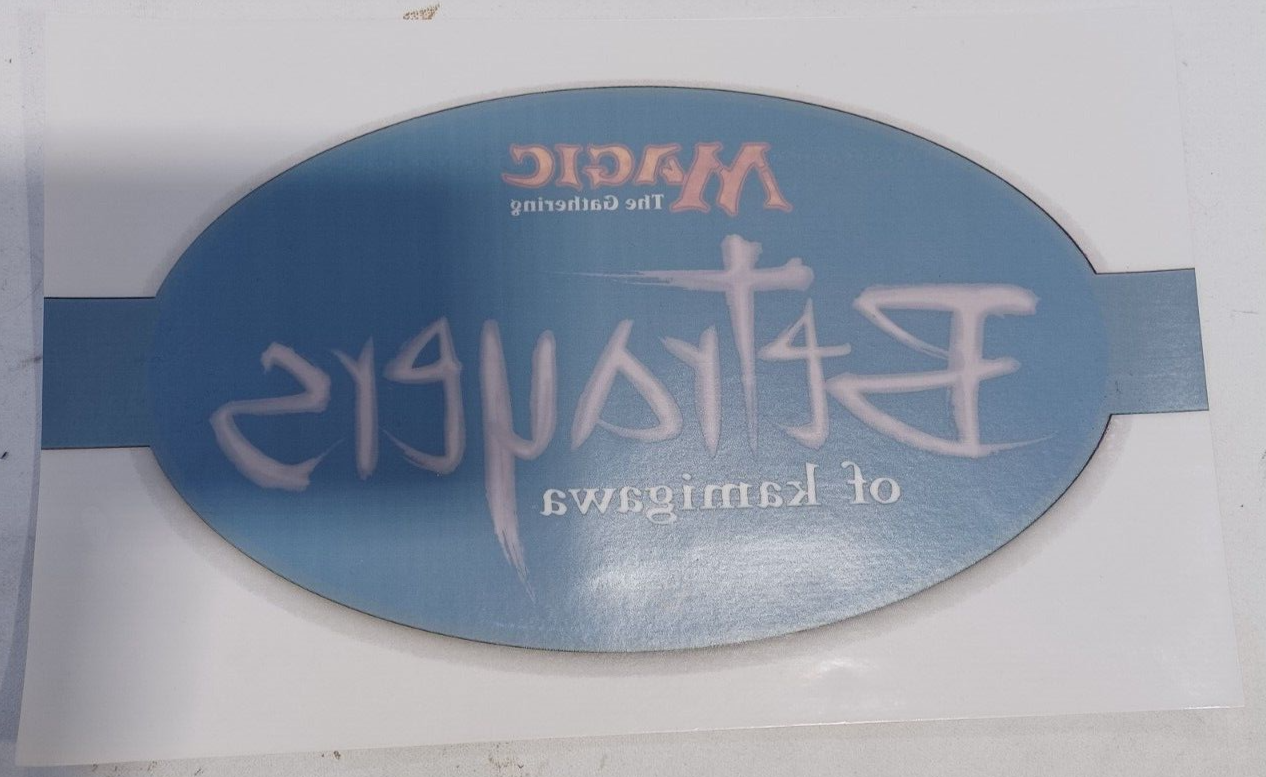 MAGIC
The Gathering
Betrayers
of kamigawa